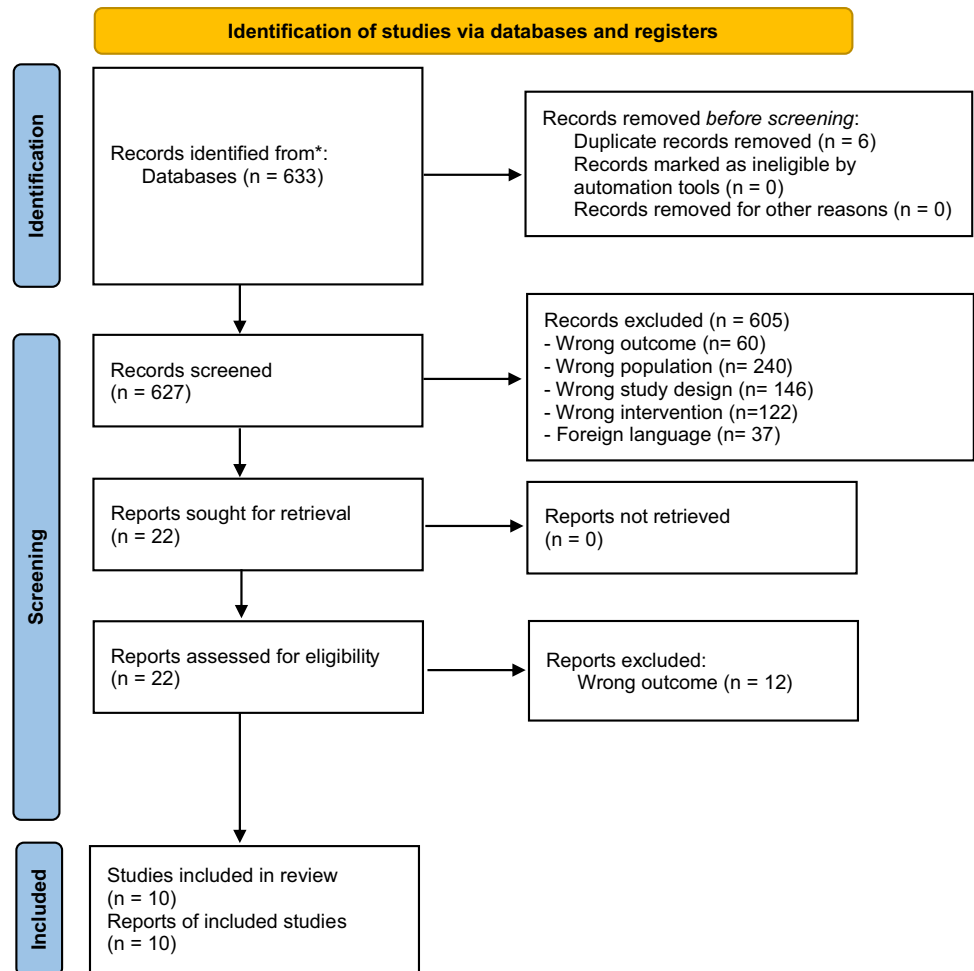 Identification of studies via databases and registers
Identification
Records identified from*:
Databases (n = 633)
Records removed before screening:
Duplicate records removed (n = 6)
Records marked as ineligible by
automation tools (n = 0)
Records removed for other reasons (n = 0)
Screening
Records screened
(n = 627)
Records excluded (n = 605)
- Wrong outcome (n= 60)
- Wrong population (n= 240)
- Wrong study design (n= 146)
- Wrong intervention (n=122)
- Foreign language (n= 37)
Reports sought for retrieval
(n = 22)
Reports not retrieved
(n = 0)
Reports assessed for eligibility
(n = 22)
Reports excluded:
Wrong outcome (n = 12)
Included
Studies included in review
(n = 10)
Reports of included studies
(n = 10)